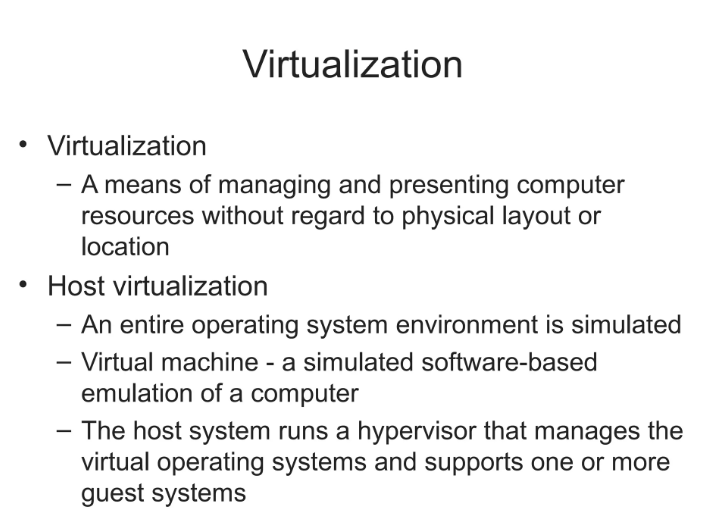 Virtualization
• Virtualization
– A means of managing and presenting computer
resources without regard to physical layout or
location
• Host virtualization
– An entire operating system environment is simulated
– Virtual machine - a simulated software-based
emulation of a computer
– The host system runs a hypervisor that manages the
virtual operating systems and supports one or more
guest systems